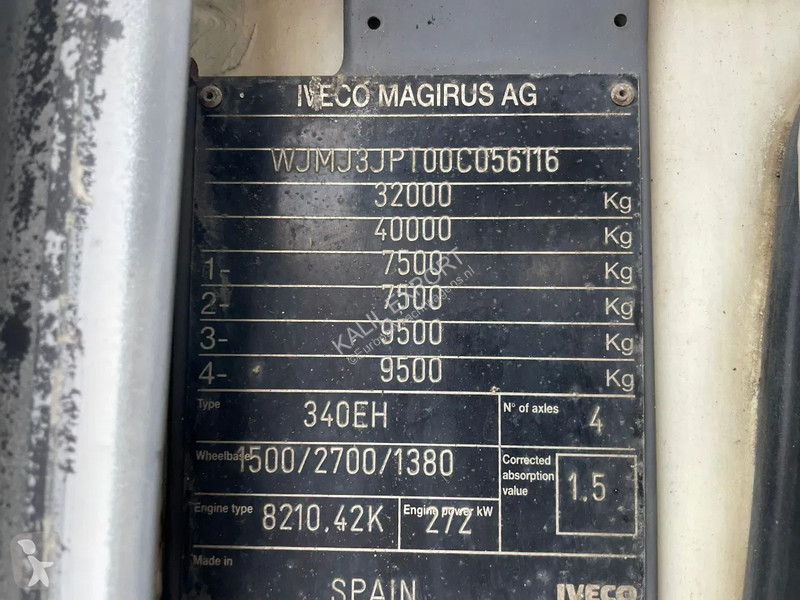 IVECO MAGIRUS AG
WJMJ3JPT00C056116
32000 Kg
40000 Kg
1- 7500 Kg
2- 7500 Kg
3- 9500 Kg
4- 9500 Kg
Type 340EH N° of axles 4
Wheelbase 1500/2700/1380 Corrected absorption value 1.5
Engine type 8210.42K Engine power kW 272
Made in SPAIN IVECO
KALIL EXPORT